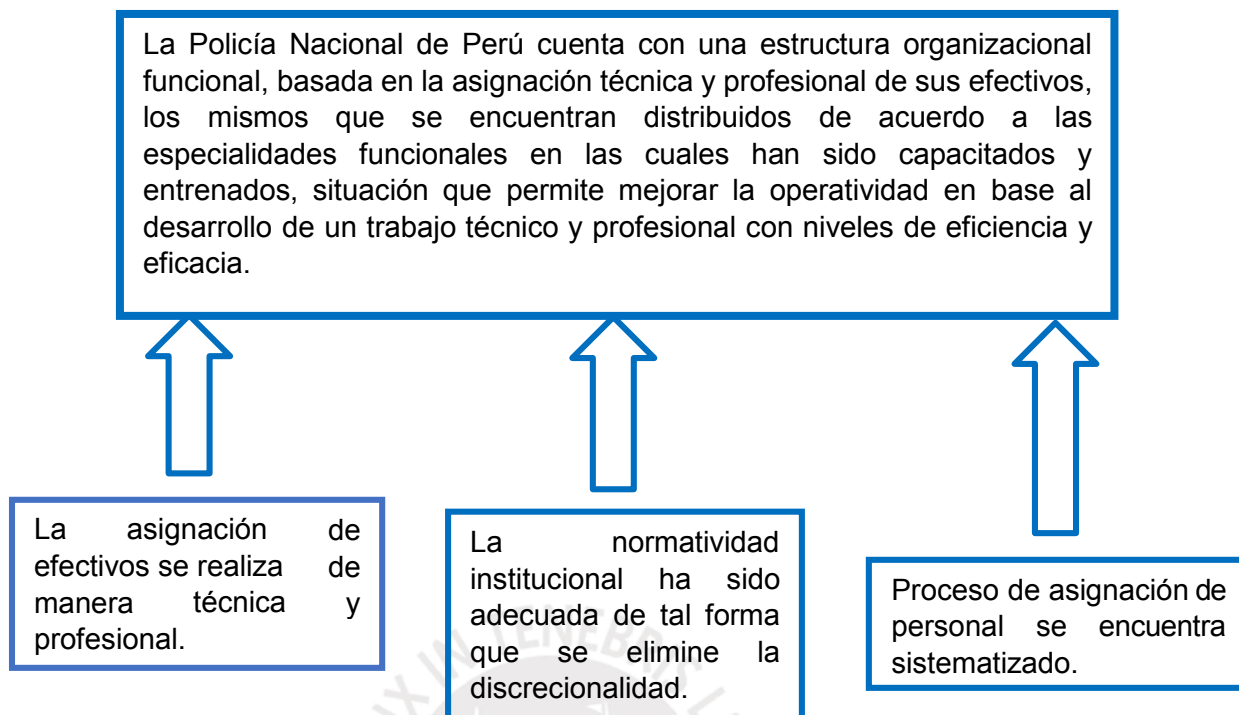 La Policía Nacional de Perú cuenta con una estructura organizacional
funcional, basada en la asignación técnica y profesional de sus efectivos,
los mismos que se encuentran distribuidos de acuerdo a las
especialidades funcionales en las cuales han sido capacitados y
entrenados, situación que permite mejorar la operatividad en base al
desarrollo de un trabajo técnico y profesional con niveles de eficiencia y
eficacia.
La asignación de
efectivos se realiza de
manera técnica y
profesional.
La normatividad
institucional ha sido
adecuada de tal forma
que se elimine la
discrecionalidad.
Proceso de asignación de
personal se encuentra
sistematizado.